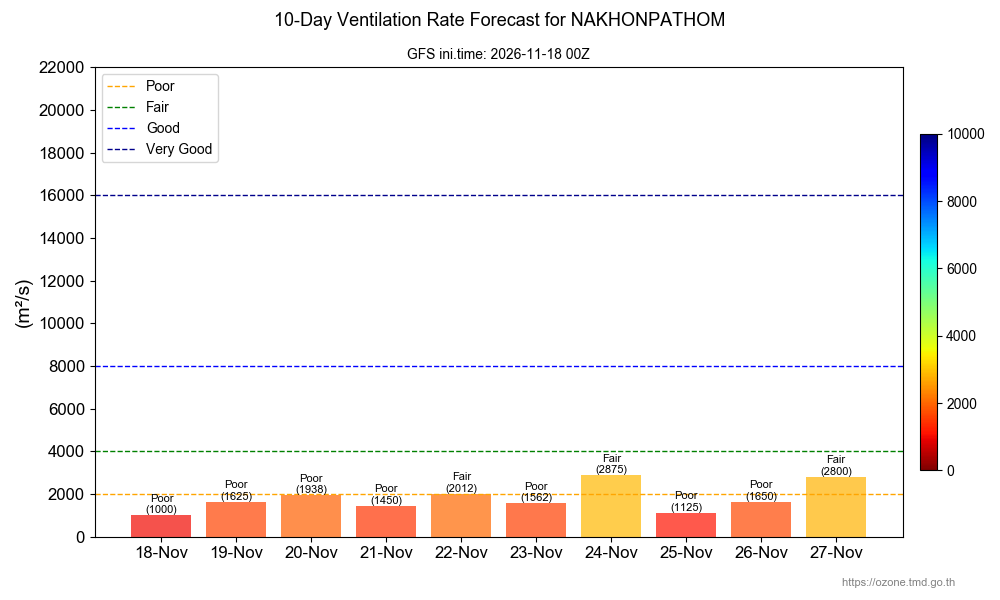 10-Day Ventilation Rate Forecast for NAKHONPATHOM
GFS ini.time: 2026-11-18 00Z
22000
20000
18000
16000
14000
12000
10000
8000
6000
4000
2000
0
(m²/s)
Poor
Fair
Good
Very Good
Poor
(1000)
Poor
(1625)
Poor
(1938)
Poor
(1450)
Fair
(2012)
Poor
(1562)
Fair
(2875)
Poor
(1125)
Poor
(1650)
Fair
(2800)
18-Nov
19-Nov
20-Nov
21-Nov
22-Nov
23-Nov
24-Nov
25-Nov
26-Nov
27-Nov
10000
8000
6000
4000
2000
0
https://ozone.tmd.go.th